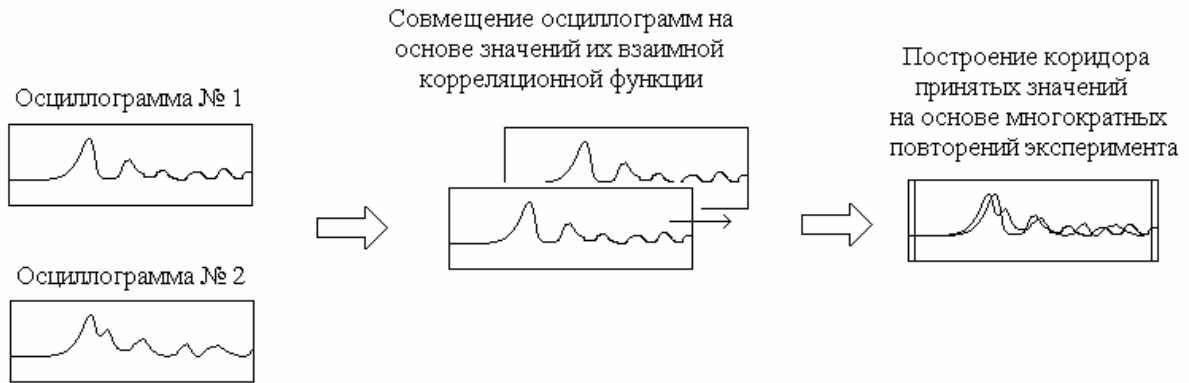 Осциллограмма № 1
Осциллограмма № 2
Совмещение осциллограмм на
основе значений их взаимной
корреляционной функции
Построение коридора
принятых значений
на основе многократных
повторений эксперимента